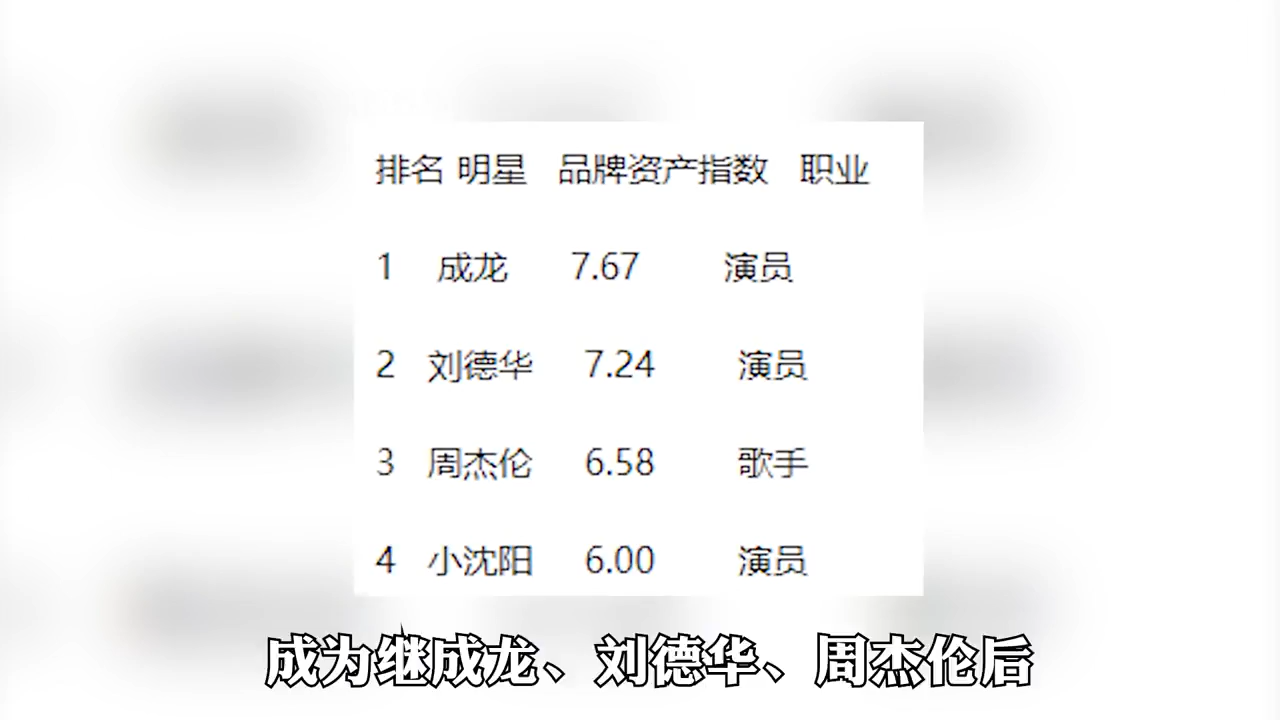 排名 明星 品牌资产指数 职业
1 成龙 7.67 演员
2 刘德华 7.24 演员
3 周杰伦 6.58 歌手
4 小沈阳 6.00 演员
成为继成龙、刘德华、周杰伦后